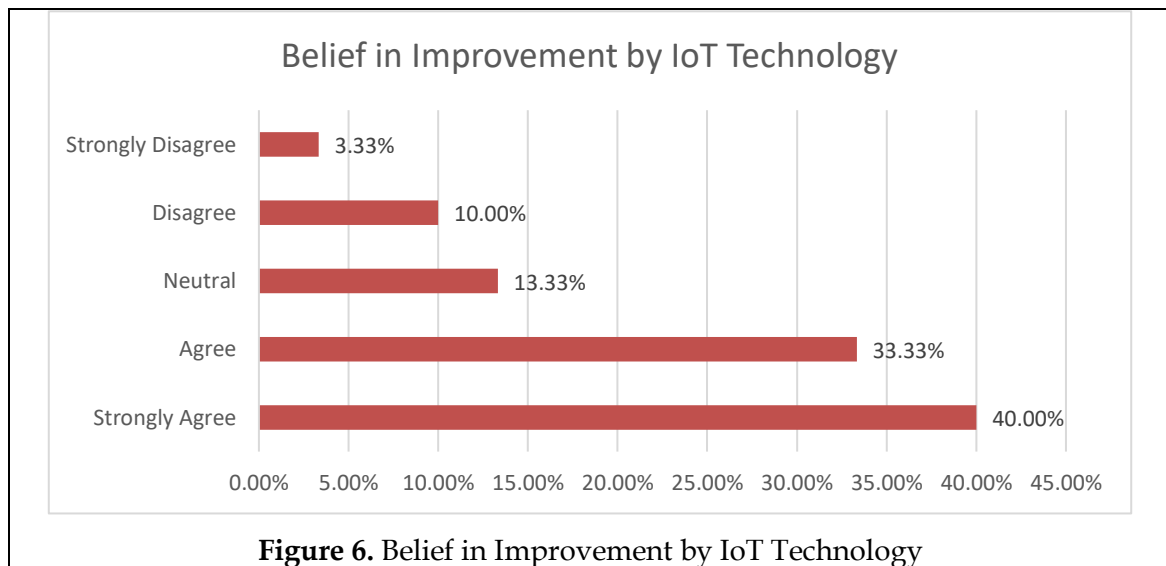 Belief in Improvement by IoT Technology
Strongly Disagree 3.33%
Disagree 10.00%
Neutral 13.33%
Agree 33.33%
Strongly Agree 40.00%
0.00% 5.00% 10.00% 15.00% 20.00% 25.00% 30.00% 35.00% 40.00% 45.00%
Figure 6. Belief in Improvement by IoT Technology